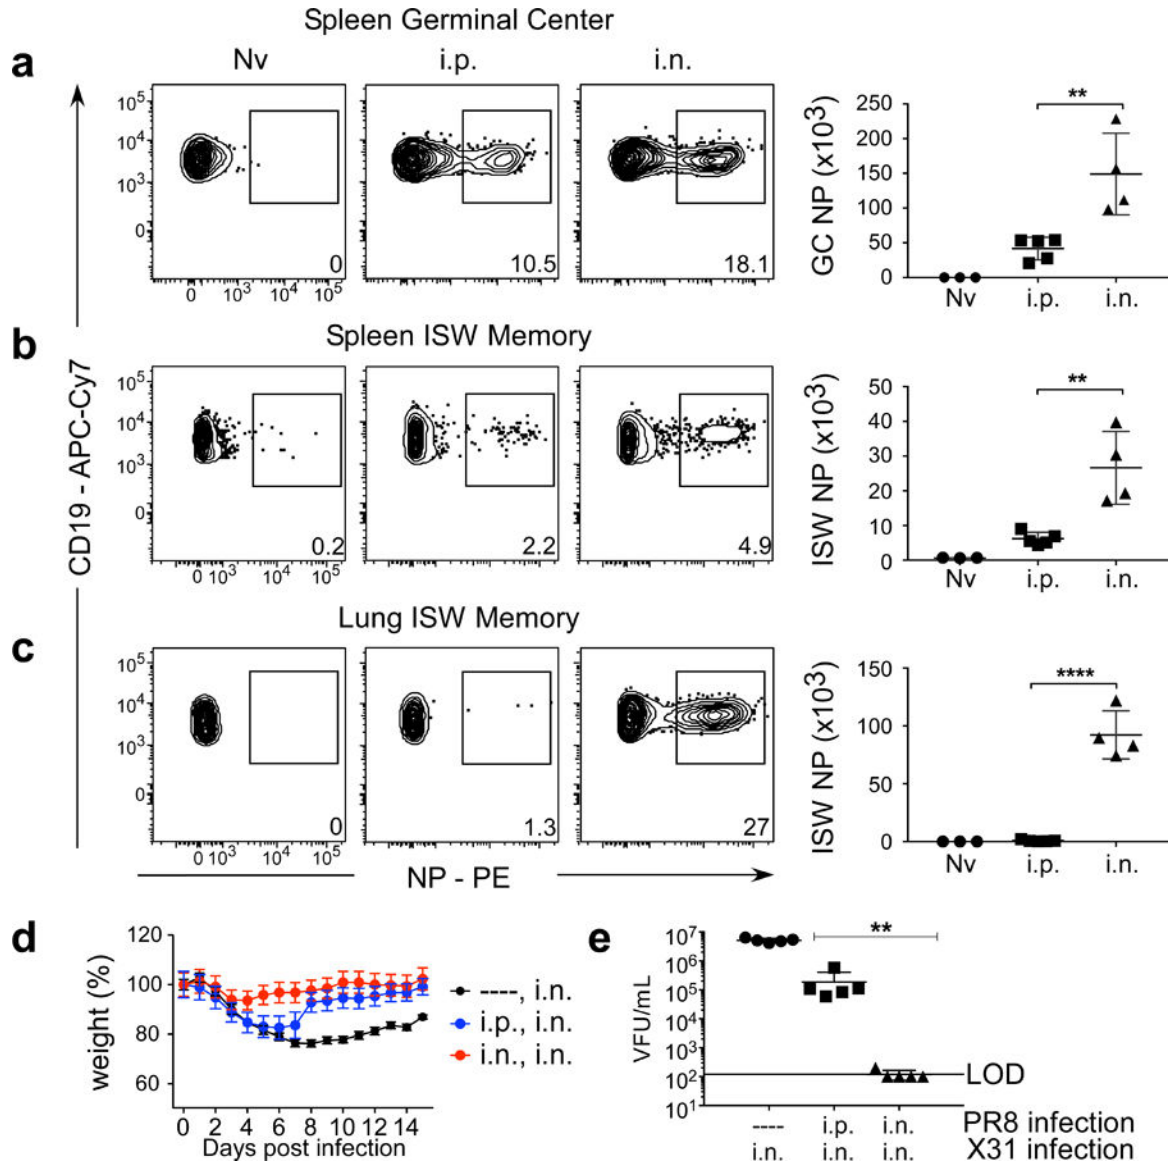 Spleen Germinal Center
a
Nv i.p. i.n.
10⁵
10⁴
10³
0
0 10³ 10⁴ 10⁵
0 10.5 18.1
250
200
150
100
50
0
GC NP (x10³)
**
Nv i.p. i.n.
b
Spleen ISW Memory
CD19 - APC-Cy7
10⁵
10⁴
10³
0
0 10³ 10⁴ 10⁵
0.2 2.2 4.9
50
40
30
20
10
0
ISW NP (x10³)
**
Nv i.p. i.n.
c
Lung ISW Memory
10⁵
10⁴
10³
0
0 10³ 10⁴ 10⁵
0 1.3 27
NP - PE
150
100
50
0
ISW NP (x10³)
****
Nv i.p. i.n.
d
120
100
80
60
weight (%)
0 2 4 6 8 10 12 14
Days post infection
----, i.n.
i.p., i.n.
i.n., i.n.
e
10⁷
10⁶
10⁵
10⁴
10³
10²
10¹
VFU/mL
**
LOD
---- i.p. i.n. PR8 infection
i.n. i.n. i.n. X31 infection